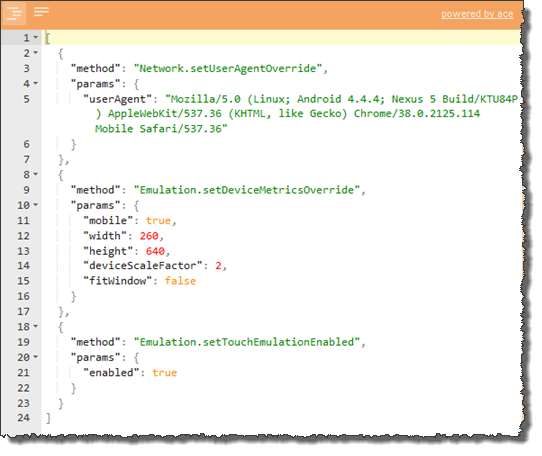 powered by ace
1 [
2 {
3 "method": "Network.setUserAgentOverride",
4 "params": {
5 "userAgent": "Mozilla/5.0 (Linux; Android 4.4.4; Nexus 5 Build/KTU84P
) AppleWebKit/537.36 (KHTML, like Gecko) Chrome/38.0.2125.114
Mobile Safari/537.36"
6 }
7 },
8 {
9 "method": "Emulation.setDeviceMetricsOverride",
10 "params": {
11 "mobile": true,
12 "width": 260,
13 "height": 640,
14 "deviceScaleFactor": 2,
15 "fitWindow": false
16 }
17 },
18 {
19 "method": "Emulation.setTouchEmulationEnabled",
20 "params": {
21 "enabled": true
22 }
23 }
24 ]